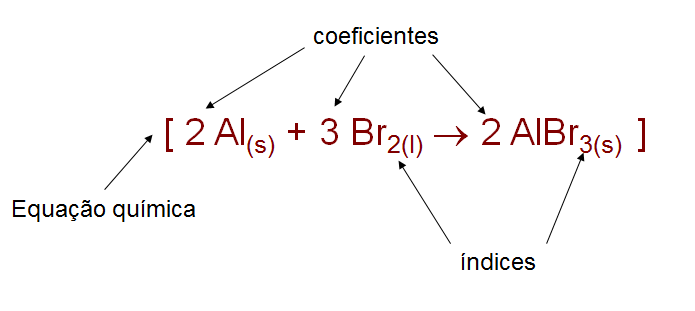 coeficientes
[ 2 Al(s) + 3 Br2(l) → 2 AlBr3(s) ]
Equação química
índices